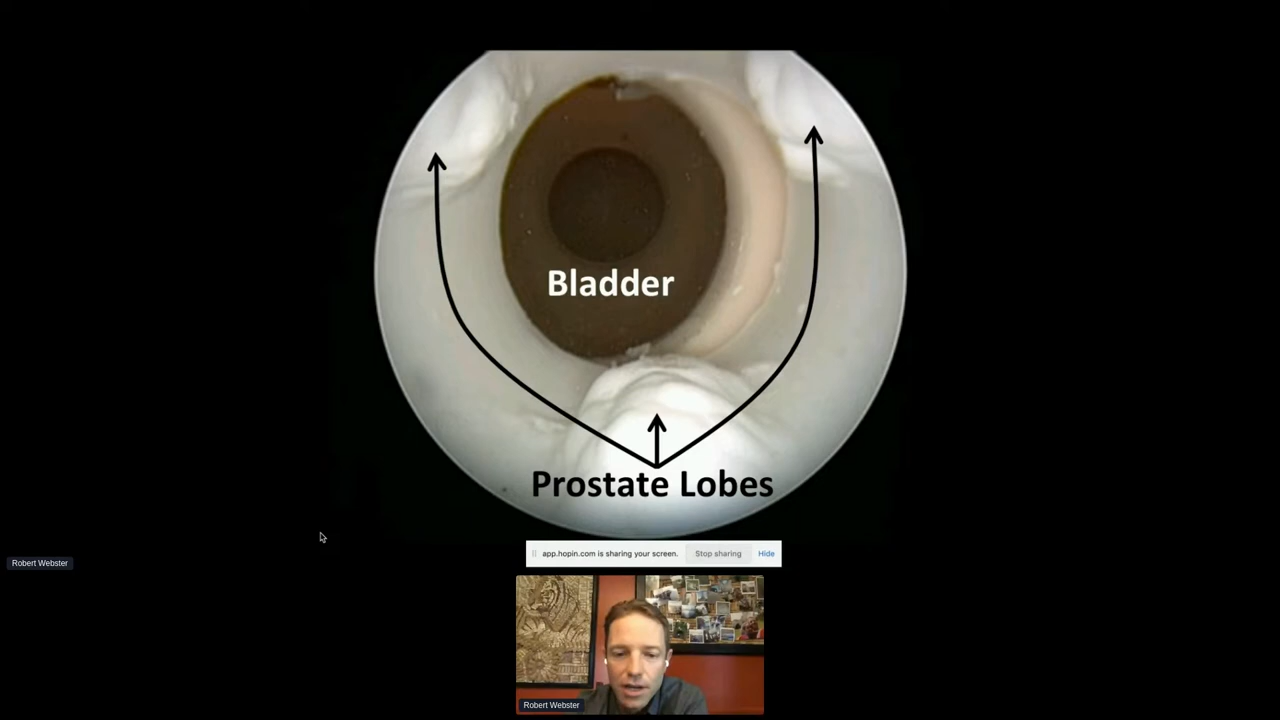 Bladder
Prostate Lobes
app.hopin.com is sharing your screen. Stop sharing Hide
Robert Webster
Robert Webster